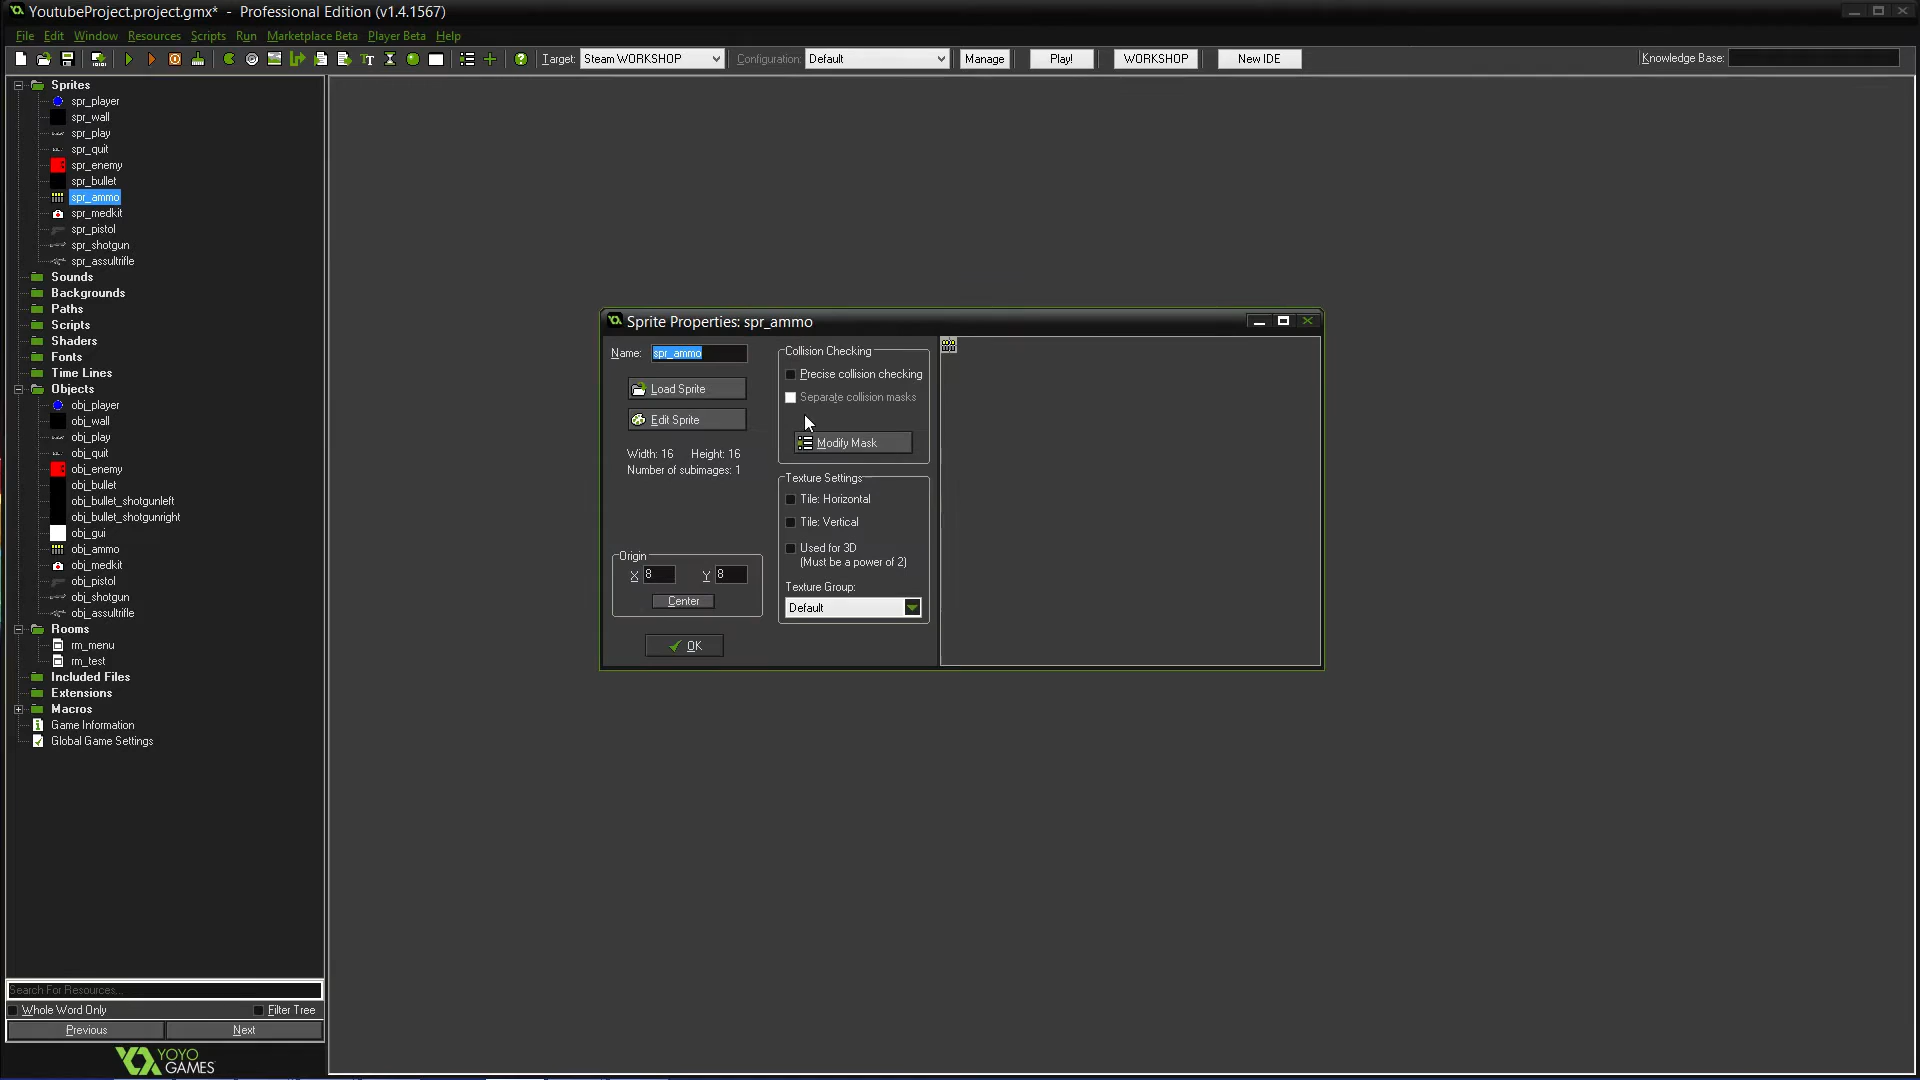 YoutubeProject.project.gmx* - Professional Edition (v1.4.1567)
File Edit Window Resources Scripts Run Marketplace Beta Player Beta Help
Target: Steam WORKSHOP Configuration: Default Manage Play! WORKSHOP New IDE Knowledge Base:
Sprites
spr_player
spr_wall
spr_play
spr_quit
spr_enemy
spr_bullet
spr_ammo
spr_medkit
spr_pistol
spr_shotgun
spr_assultrifle
Sounds
Backgrounds
Paths
Scripts
Shaders
Fonts
Time Lines
Objects
obj_player
obj_wall
obj_play
obj_quit
obj_enemy
obj_bullet
obj_bullet_shotgunleft
obj_bullet_shotgunright
obj_gui
obj_ammo
obj_medkit
obj_pistol
obj_shotgun
obj_assultrifle
Rooms
rm_menu
rm_test
Included Files
Extensions
Macros
Game Information
Global Game Settings
Search For Resources...
Whole Word Only Filter Tree
Previous Next
YOYO
GAMES
Sprite Properties: spr_ammo
Name: spr_ammo
Load Sprite
Edit Sprite
Width: 16 Height: 16
Number of subimages: 1
Origin
X 8 Y 8
Center
OK
Collision Checking
Precise collision checking
Separate collision masks
Modify Mask
Texture Settings
Tile: Horizontal
Tile: Vertical
Used for 3D
(Must be a power of 2)
Texture Group:
Default